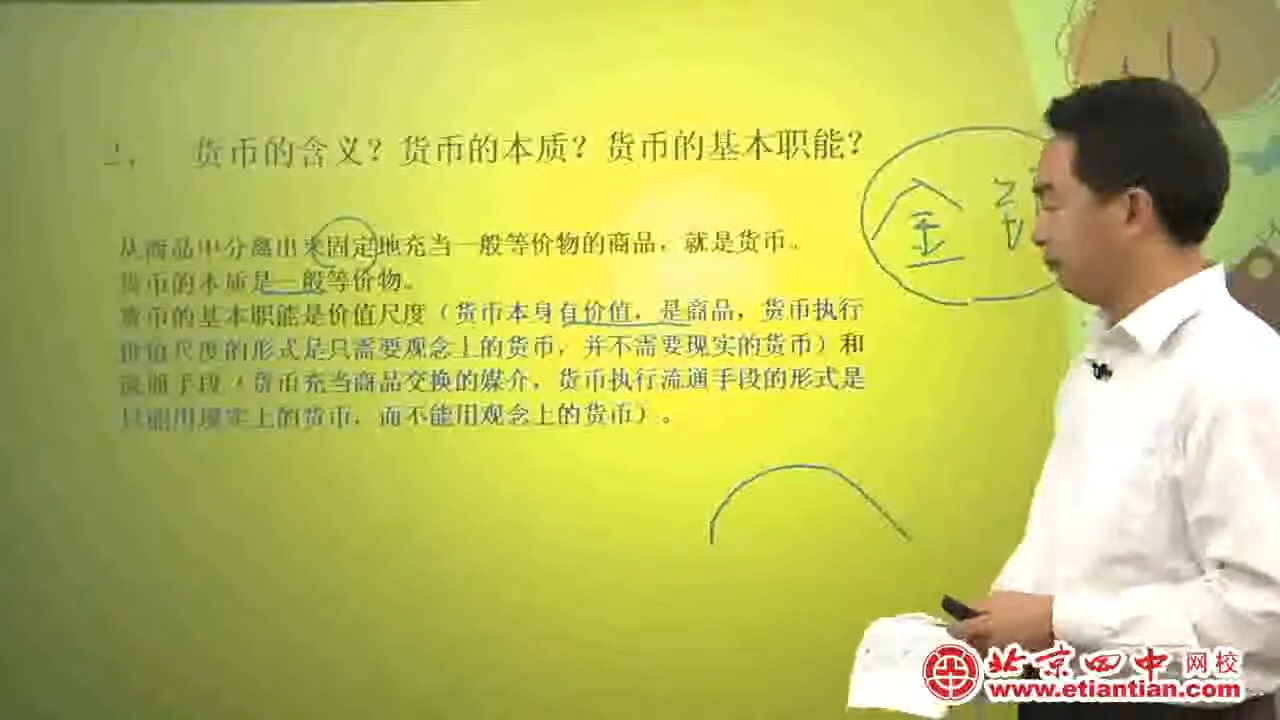 2. 货币的含义？货币的本质？货币的基本职能？
金
从商品中分离出来固定地充当一般等价物的商品，就是货币。
货币的本质是一般等价物。
货币的基本职能是价值尺度（货币本身有价值，是商品，货币执行
价值尺度的形式是只需要观念上的货币，并不需要现实的货币）和
流通手段（货币充当商品交换的媒介，货币执行流通手段的形式是
只能用现实上的货币，而不能用观念上的货币）。
北京四中网校
www.etiantian.com